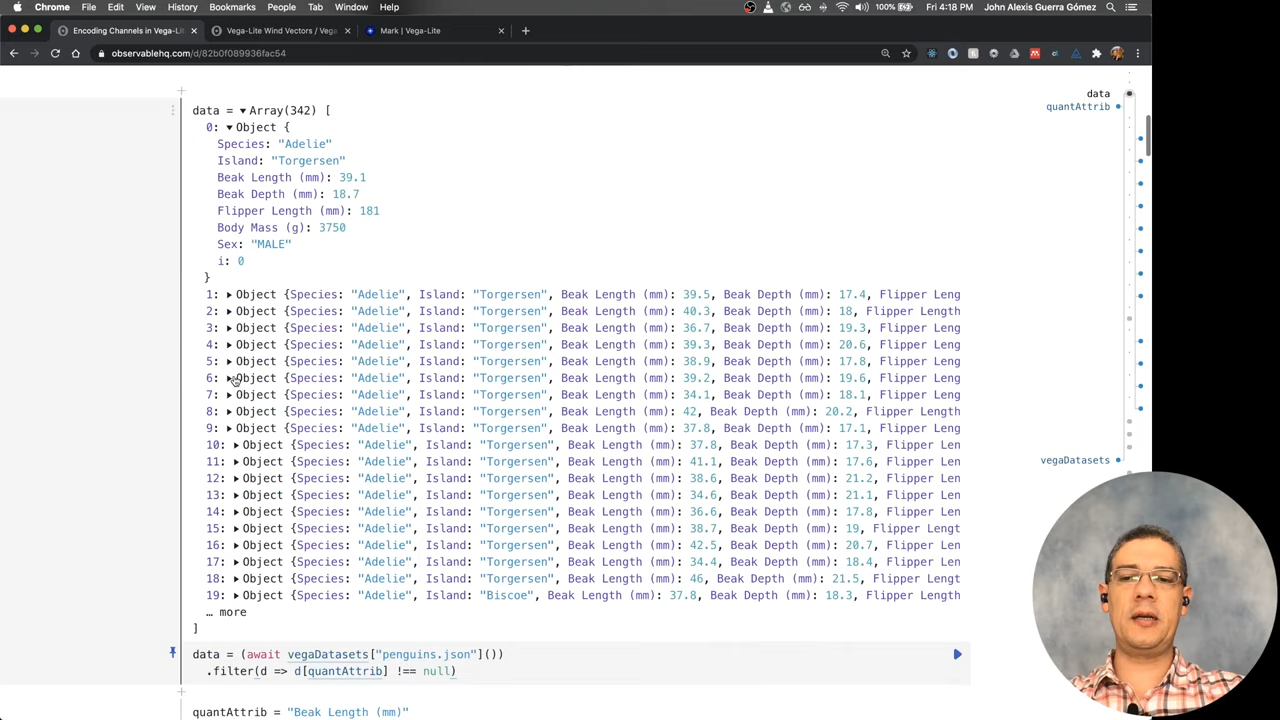 Chrome File Edit View History Bookmarks People Tab Window Help 100% Fri 4:18 PM John Alexis Guerra Gómez
Encoding Channels in Vega-Lit × Vega-Lite Wind Vectors / Vega × Mark | Vega-Lite × +
observablehq.com/d/82b0f089936fac54
data = ▼Array(342) [
0: ▼Object {
Species: "Adelie"
Island: "Torgersen"
Beak Length (mm): 39.1
Beak Depth (mm): 18.7
Flipper Length (mm): 181
Body Mass (g): 3750
Sex: "MALE"
i: 0
}
1: ▶Object {Species: "Adelie", Island: "Torgersen", Beak Length (mm): 39.5, Beak Depth (mm): 17.4, Flipper Leng
2: ▶Object {Species: "Adelie", Island: "Torgersen", Beak Length (mm): 40.3, Beak Depth (mm): 18, Flipper Length
3: ▶Object {Species: "Adelie", Island: "Torgersen", Beak Length (mm): 36.7, Beak Depth (mm): 19.3, Flipper Leng
4: ▶Object {Species: "Adelie", Island: "Torgersen", Beak Length (mm): 39.3, Beak Depth (mm): 20.6, Flipper Leng
5: ▶Object {Species: "Adelie", Island: "Torgersen", Beak Length (mm): 38.9, Beak Depth (mm): 17.8, Flipper Leng
6: ▶Object {Species: "Adelie", Island: "Torgersen", Beak Length (mm): 39.2, Beak Depth (mm): 19.6, Flipper Leng
7: ▶Object {Species: "Adelie", Island: "Torgersen", Beak Length (mm): 34.1, Beak Depth (mm): 18.1, Flipper Leng
8: ▶Object {Species: "Adelie", Island: "Torgersen", Beak Length (mm): 42, Beak Depth (mm): 20.2, Flipper Length
9: ▶Object {Species: "Adelie", Island: "Torgersen", Beak Length (mm): 37.8, Beak Depth (mm): 17.1, Flipper Leng
10: ▶Object {Species: "Adelie", Island: "Torgersen", Beak Length (mm): 37.8, Beak Depth (mm): 17.3, Flipper Len
11: ▶Object {Species: "Adelie", Island: "Torgersen", Beak Length (mm): 41.1, Beak Depth (mm): 17.6, Flipper Len
12: ▶Object {Species: "Adelie", Island: "Torgersen", Beak Length (mm): 38.6, Beak Depth (mm): 21.2, Flipper Len
13: ▶Object {Species: "Adelie", Island: "Torgersen", Beak Length (mm): 34.6, Beak Depth (mm): 21.1, Flipper Len
14: ▶Object {Species: "Adelie", Island: "Torgersen", Beak Length (mm): 36.6, Beak Depth (mm): 17.8, Flipper Len
15: ▶Object {Species: "Adelie", Island: "Torgersen", Beak Length (mm): 38.7, Beak Depth (mm): 19, Flipper Lengt
16: ▶Object {Species: "Adelie", Island: "Torgersen", Beak Length (mm): 42.5, Beak Depth (mm): 20.7, Flipper Len
17: ▶Object {Species: "Adelie", Island: "Torgersen", Beak Length (mm): 34.4, Beak Depth (mm): 18.4, Flipper Len
18: ▶Object {Species: "Adelie", Island: "Torgersen", Beak Length (mm): 46, Beak Depth (mm): 21.5, Flipper Lengt
19: ▶Object {Species: "Adelie", Island: "Biscoe", Beak Length (mm): 37.8, Beak Depth (mm): 18.3, Flipper Length
… more
]
data = (await vegaDatasets["penguins.json"]())
.filter(d => d[quantAttrib] !== null)
quantAttrib = "Beak Length (mm)"
data
quantAttrib
vegaDatasets